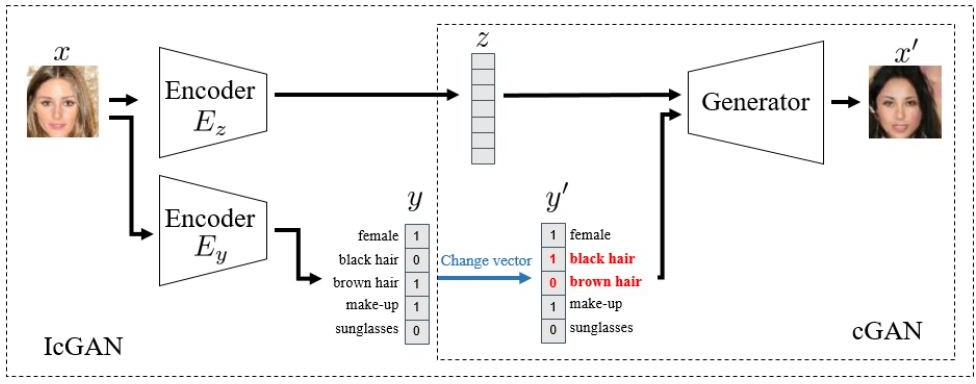 x
Encoder
E_z
z
Generator
x′
Encoder
E_y
y
female 1
black hair 0
brown hair 1
make-up 1
sunglasses 0
Change vector
y′
1 female
1 black hair
0 brown hair
1 make-up
0 sunglasses
IcGAN
cGAN